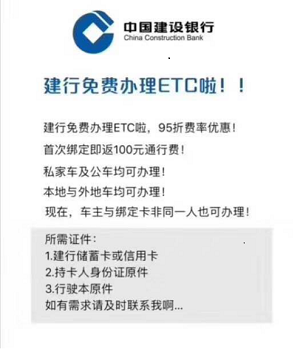 中国建设银行
China Construction Bank
建行免费办理ETC啦！！
建行免费办理ETC啦，95折费率优惠！
首次绑定即返100元通行费！
私家车及公车均可办理！
本地与外地车均可办理！
现在，车主与绑定卡非同一人也可办理！
所需证件：
1.建行储蓄卡或信用卡
2.持卡人身份证原件
3.行驶本原件
如有需求请及时联系我啊...